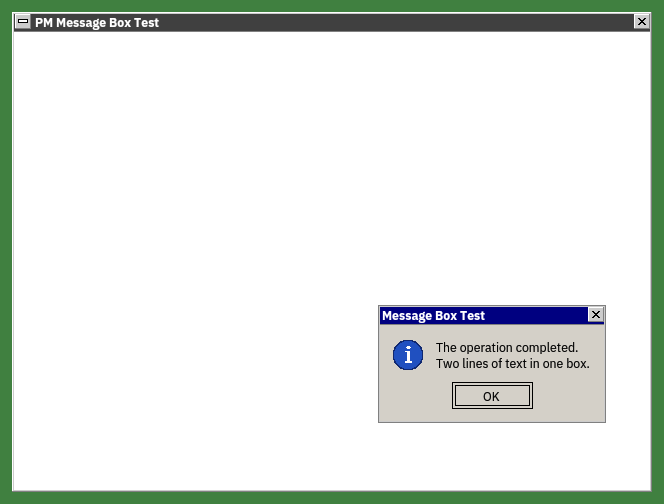 PM Message Box Test
Message Box Test
The operation completed.
Two lines of text in one box.
OK